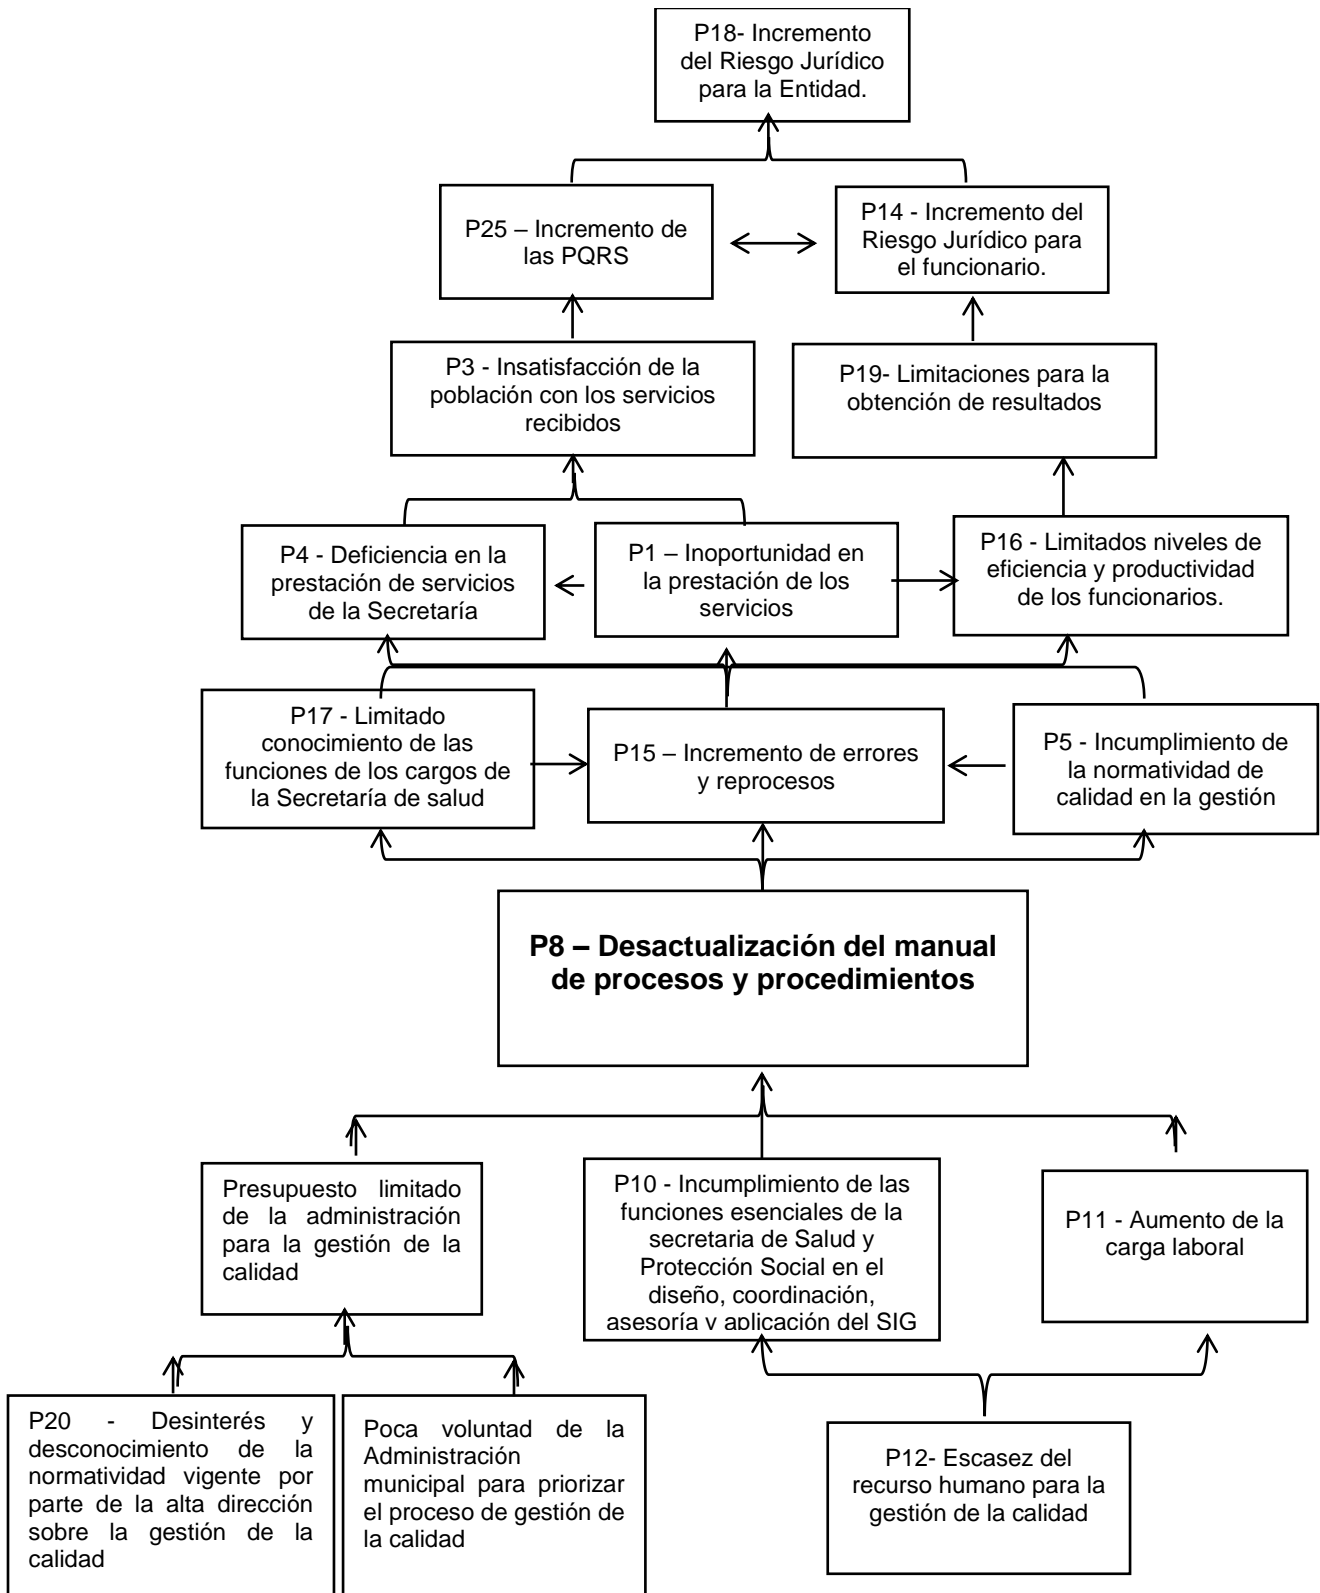 P18- Incremento
del Riesgo Jurídico
para la Entidad.
P25 – Incremento de
las PQRS
P14 - Incremento del
Riesgo Jurídico para
el funcionario.
P3 - Insatisfacción de la
población con los servicios
recibidos
P19- Limitaciones para la
obtención de resultados
P4 - Deficiencia en la
prestación de servicios
de la Secretaría
P1 – Inoportunidad en
la prestación de los
servicios
P16 - Limitados niveles de
eficiencia y productividad
de los funcionarios.
P17 - Limitado
conocimiento de las
funciones de los cargos de
la Secretaría de salud
P15 – Incremento de errores
y reprocesos
P5 - Incumplimiento de
la normatividad de
calidad en la gestión
P8 – Desactualización del manual
de procesos y procedimientos
Presupuesto limitado
de la administración
para la gestión de la
calidad
P10 - Incumplimiento de las
funciones esenciales de la
secretaria de Salud y
Protección Social en el
diseño, coordinación,
asesoría y aplicación del SIG
P11 - Aumento de la
carga laboral
P20 - Desinterés y
desconocimiento de la
normatividad vigente por
parte de la alta dirección
sobre la gestión de la
calidad
Poca voluntad de la
Administración
municipal para priorizar
el proceso de gestión de
la calidad
P12- Escasez del
recurso humano para la
gestión de la calidad